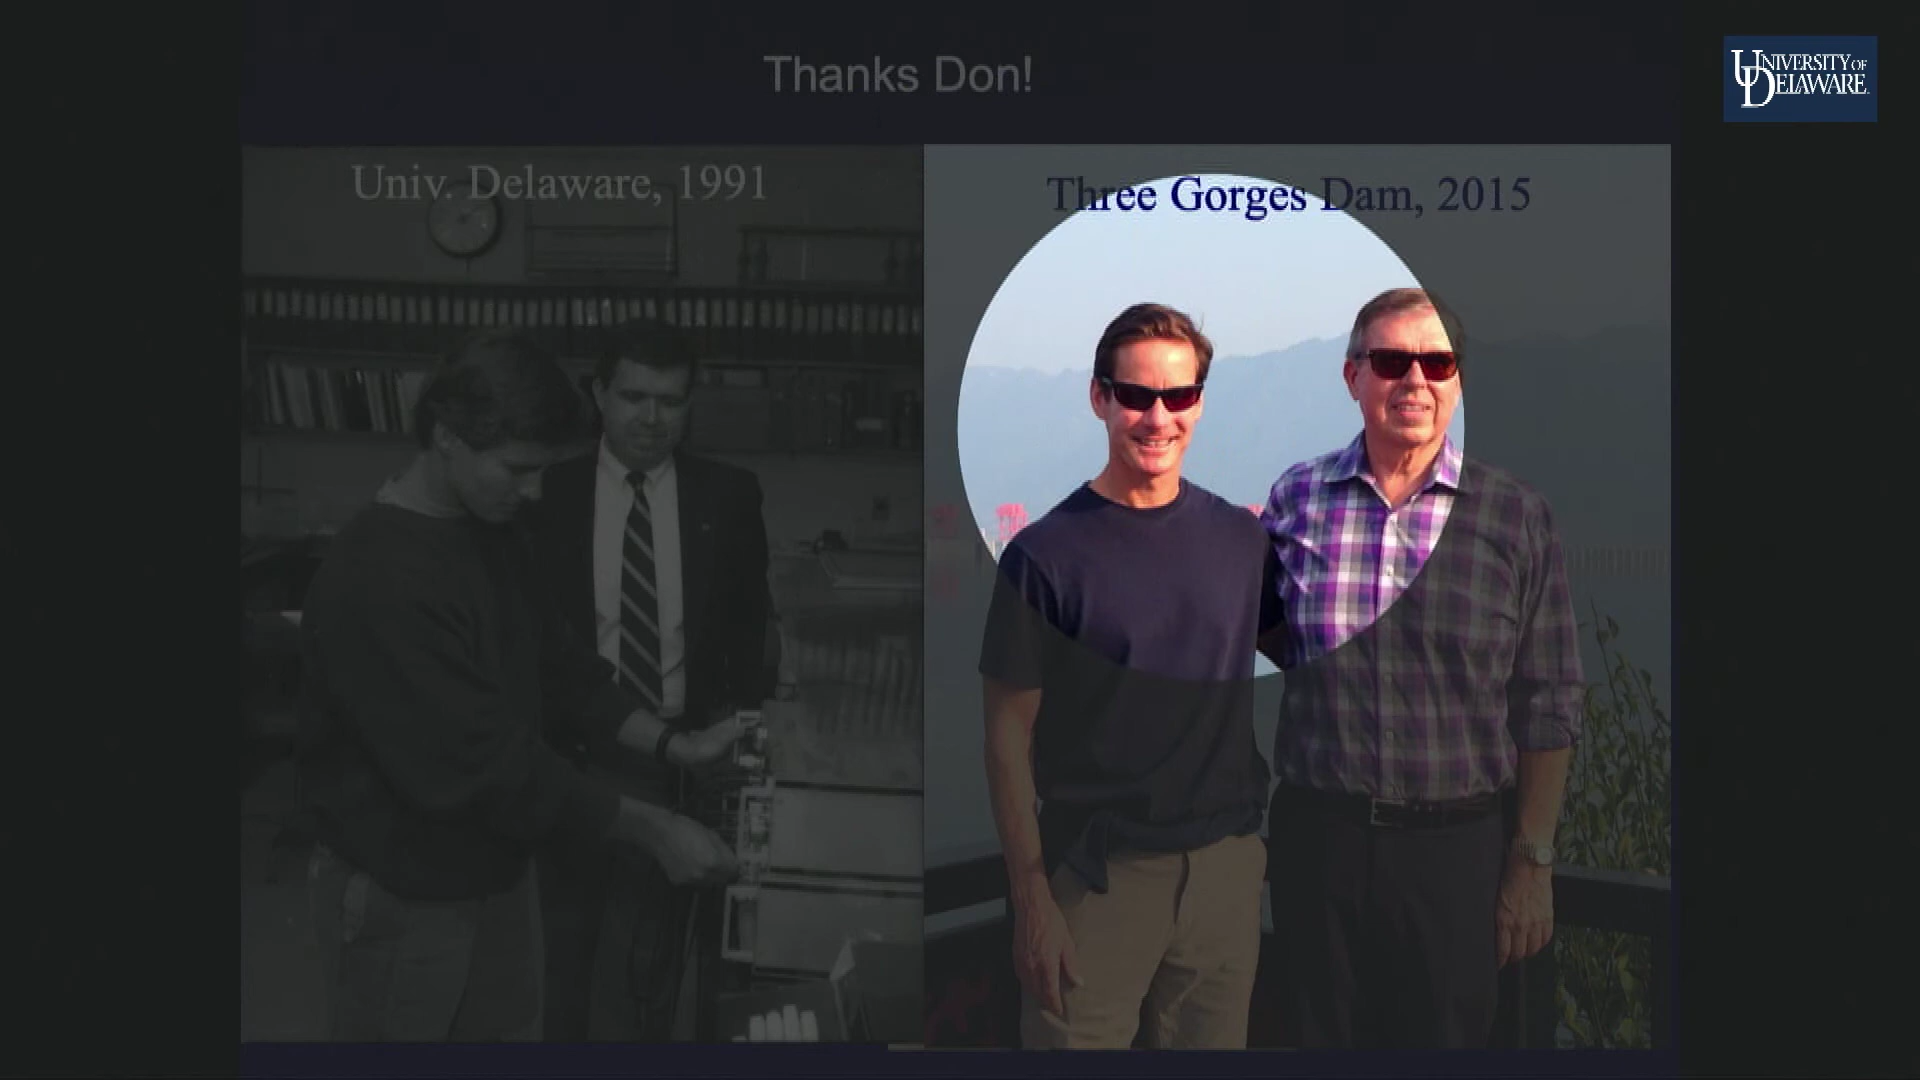 Thanks Don!
UNIVERSITY OF
DELAWARE
Univ. Delaware, 1991
Three Gorges Dam, 2015